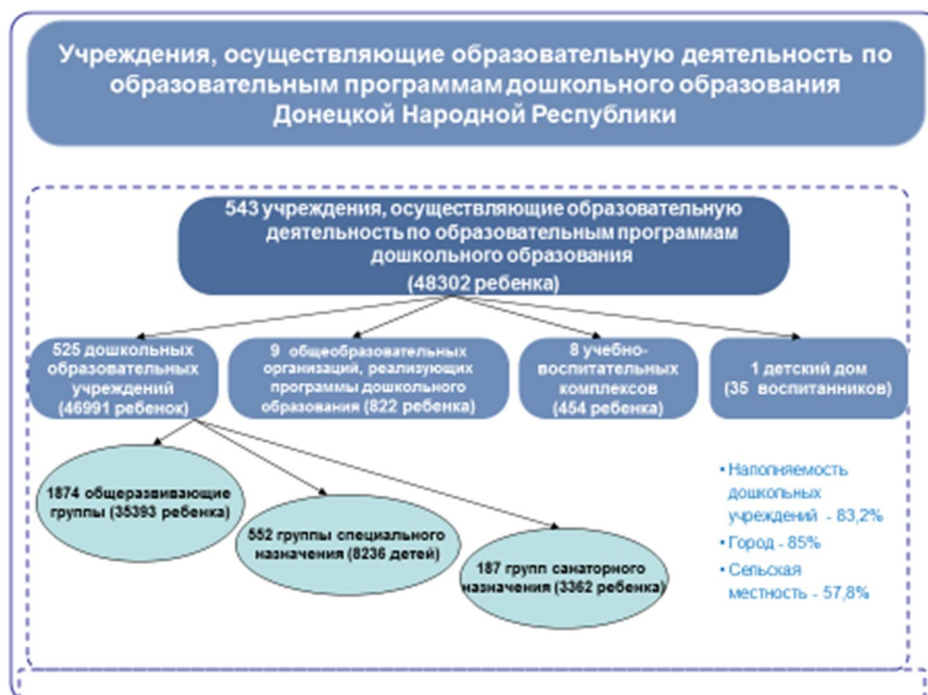 Учреждения, осуществляющие образовательную деятельность по
образовательным программам дошкольного образования
Донецкой Народной Республики
543 учреждения, осуществляющие образовательную
деятельность по образовательным программам
дошкольного образования
(48302 ребенка)
525 дошкольных
образовательных
учреждений
(46991 ребенок)
9 общеобразовательных
организаций, реализующих
программы дошкольного
образования (822 ребенка)
8 учебно-
воспитательных
комплексов
(454 ребенка)
1 детский дом
(35 воспитанников)
1874 общеразвивающие
группы (35393 ребенка)
552 группы специального
назначения (8236 детей)
187 групп санаторного
назначения (3362 ребенка)
• Наполняемость
дошкольных
учреждений - 83,2%
• Город - 85%
• Сельская
местность - 57,8%